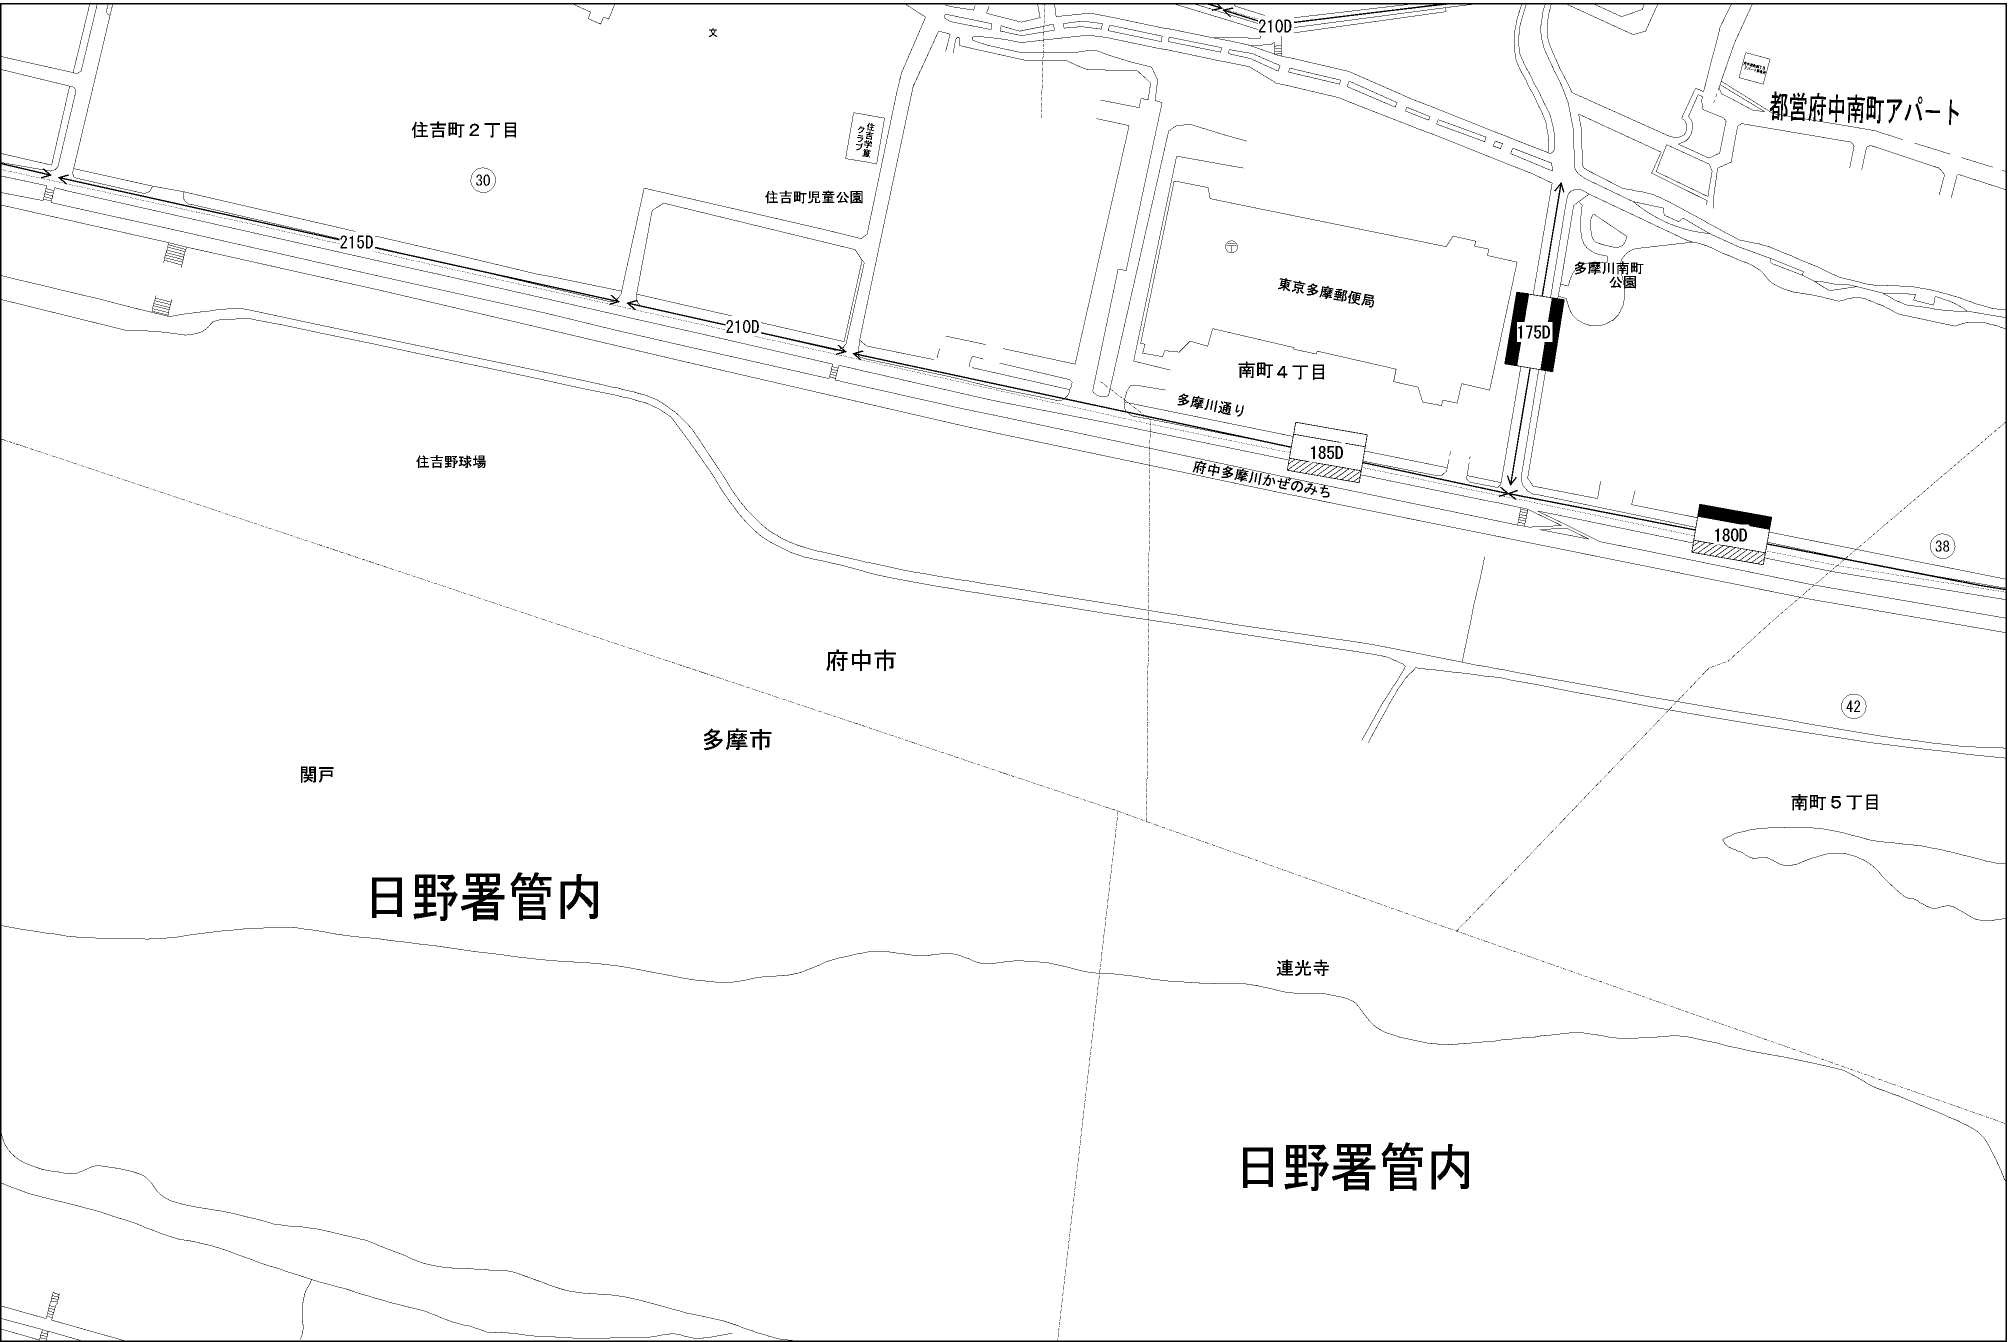 210D
文
都営府中南町アパート
住吉町２丁目
住吉学童
クラブ
30
住吉町児童公園
215D
多摩川南町
公園
東京多摩郵便局
210D
175D
南町４丁目
多摩川通り
185D
住吉野球場
府中多摩川かぜのみち
180D
38
府中市
42
多摩市
関戸
南町５丁目
日野署管内
連光寺
日野署管内